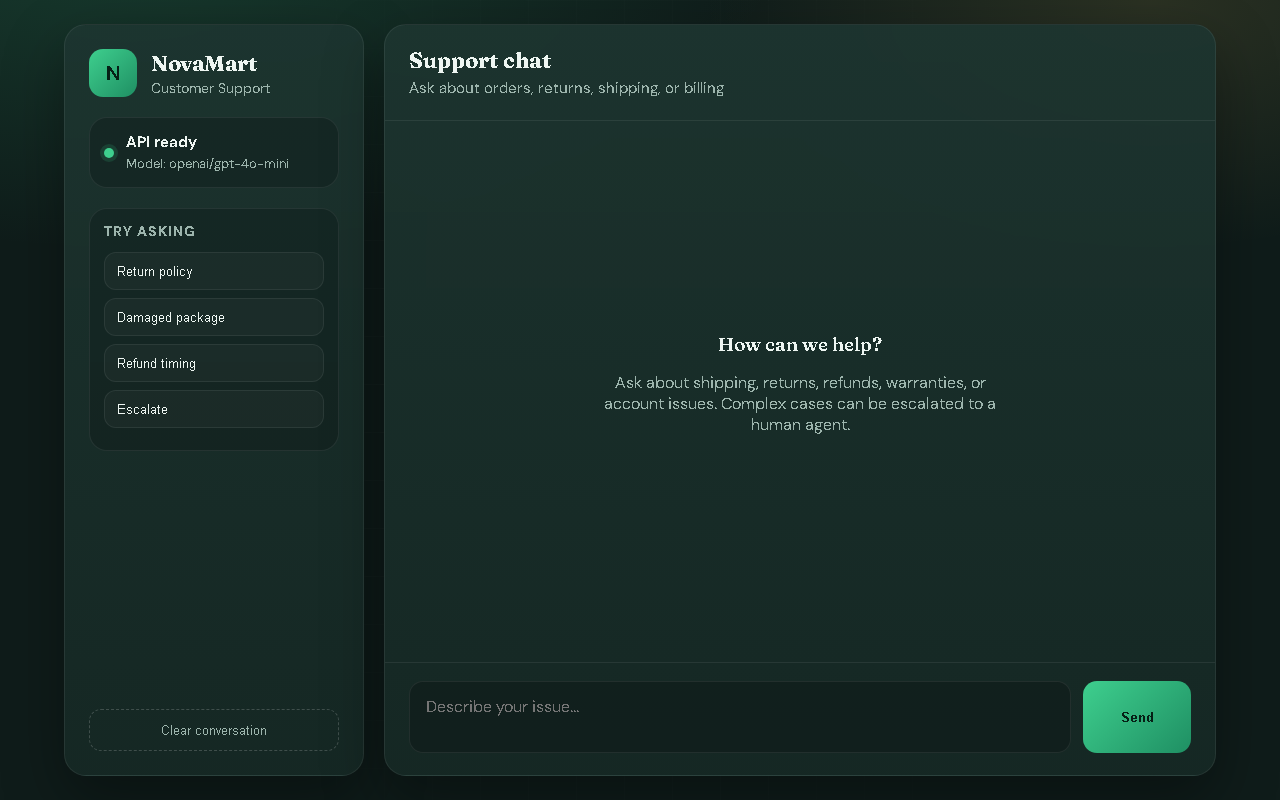 N
NovaMart
Customer Support
API ready
Model: openai/gpt-4o-mini
TRY ASKING
Return policy
Damaged package
Refund timing
Escalate
Clear conversation
Support chat
Ask about orders, returns, shipping, or billing
How can we help?
Ask about shipping, returns, refunds, warranties, or
account issues. Complex cases can be escalated to a
human agent.
Describe your issue...
Send